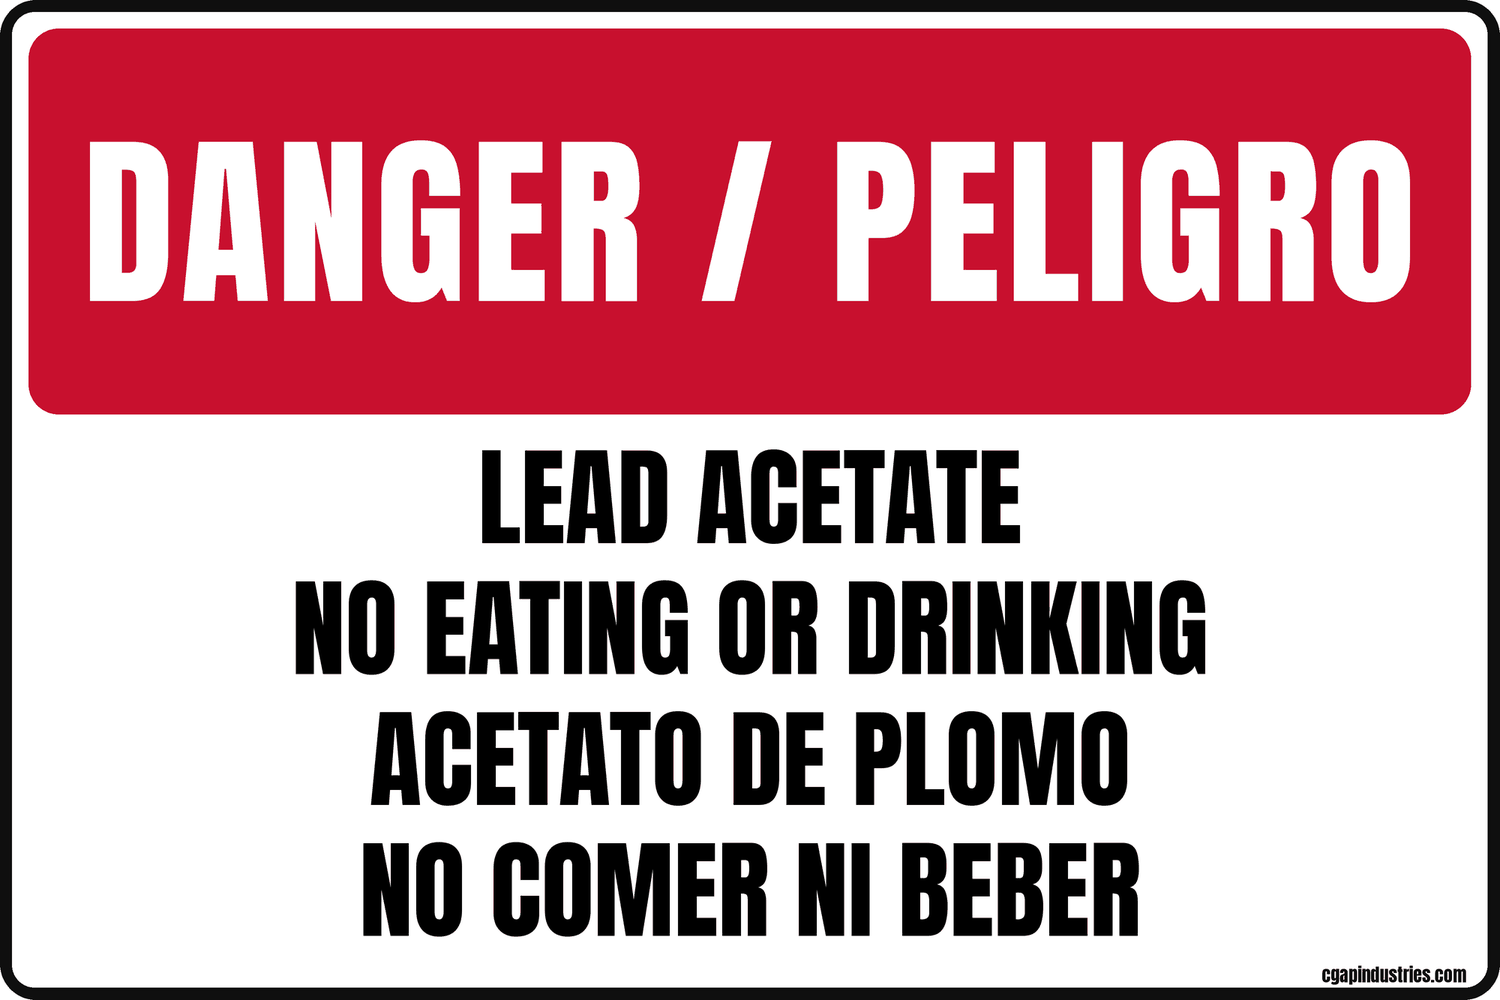 DANGER / PELIGRO
LEAD ACETATE
NO EATING OR DRINKING
ACETATO DE PLOMO
NO COMER NI BEBER
cgapindustries.com